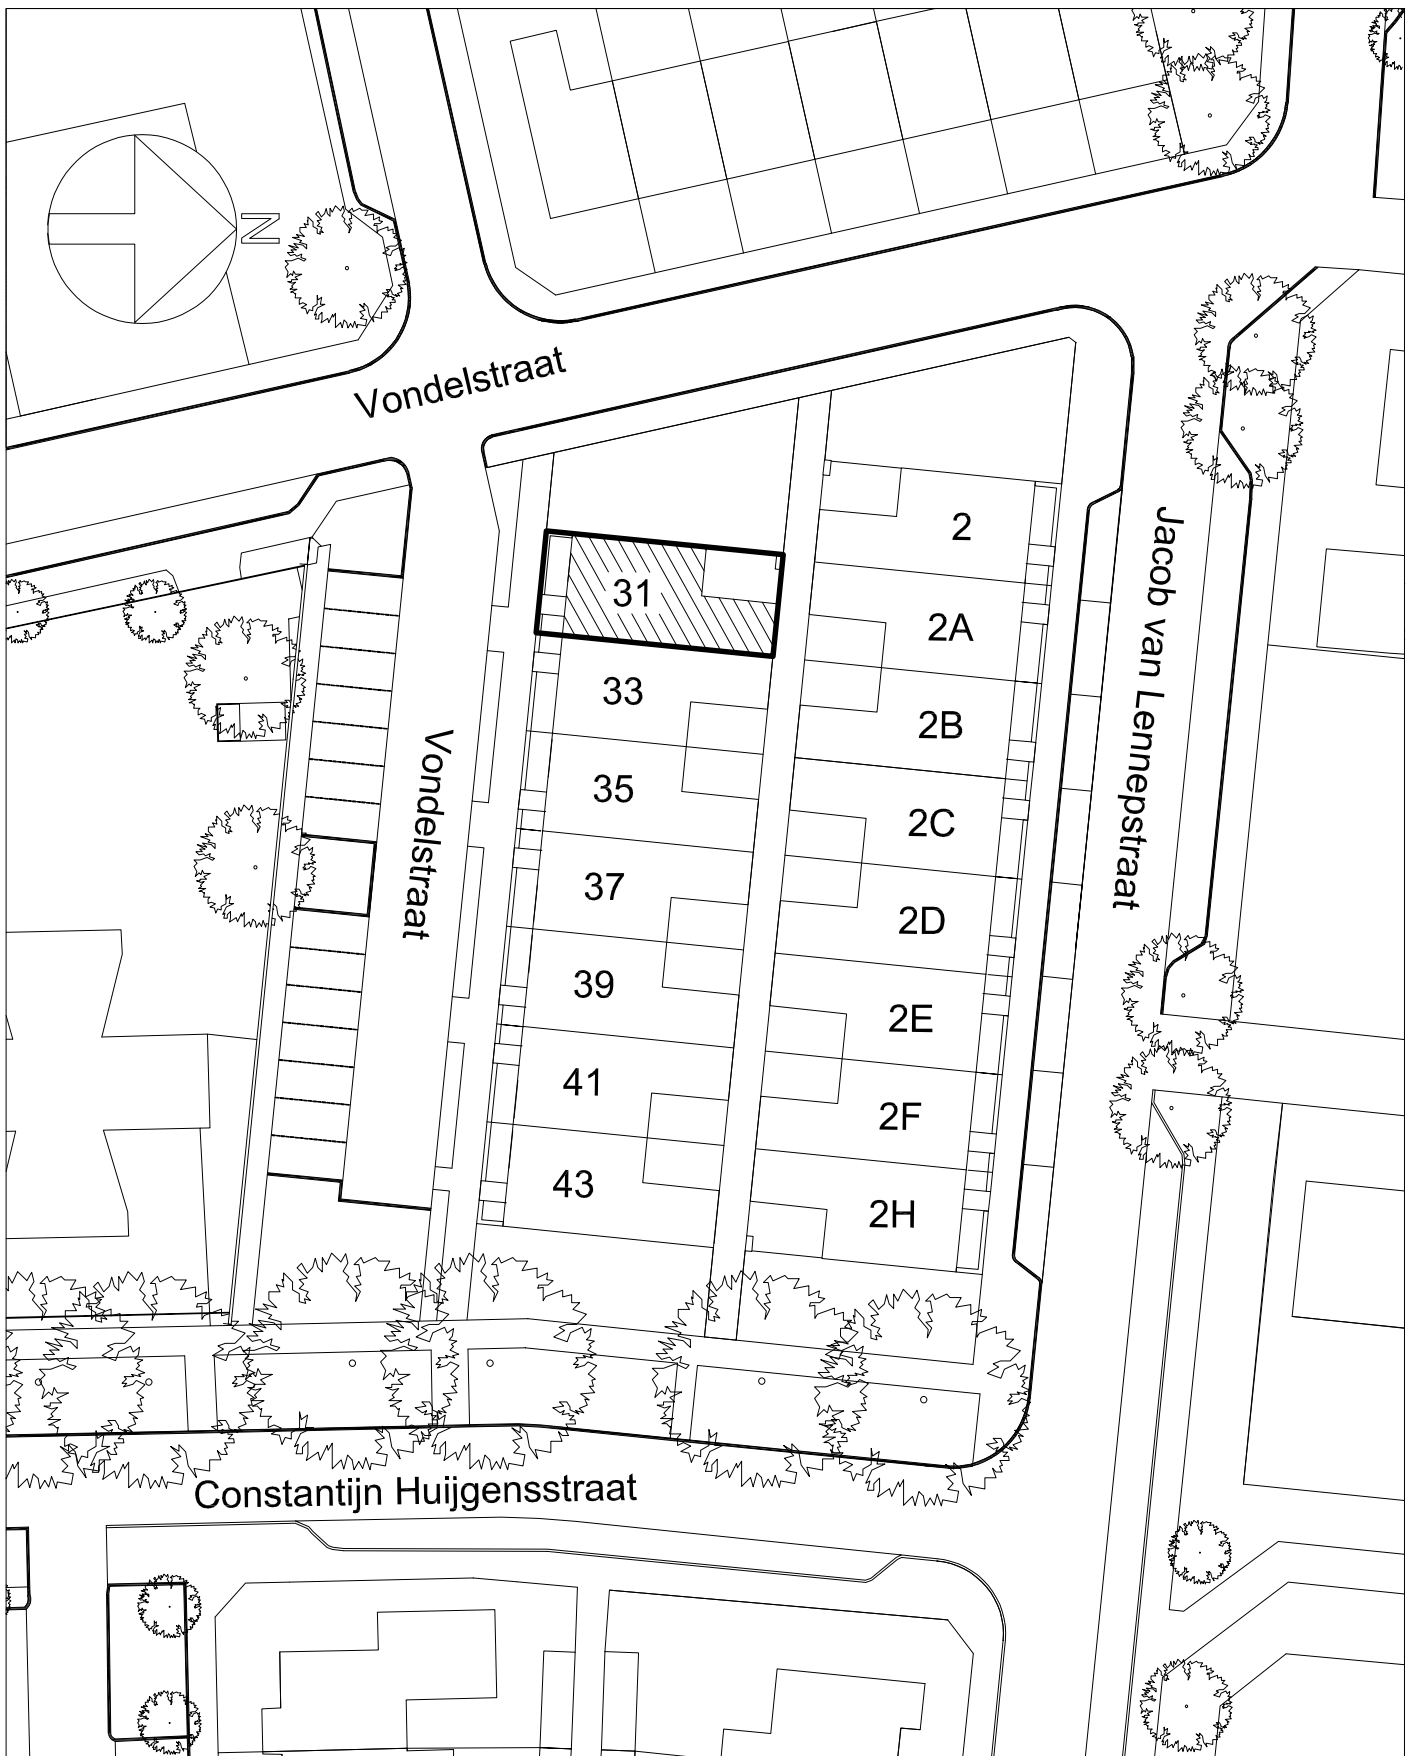 N
Vondelstraat
2
31
2A
33
2B
35
2C
37
2D
39
2E
41
2F
43
2H
Vondelstraat
Jacob van Lennepstraat
Constantijn Huijgensstraat